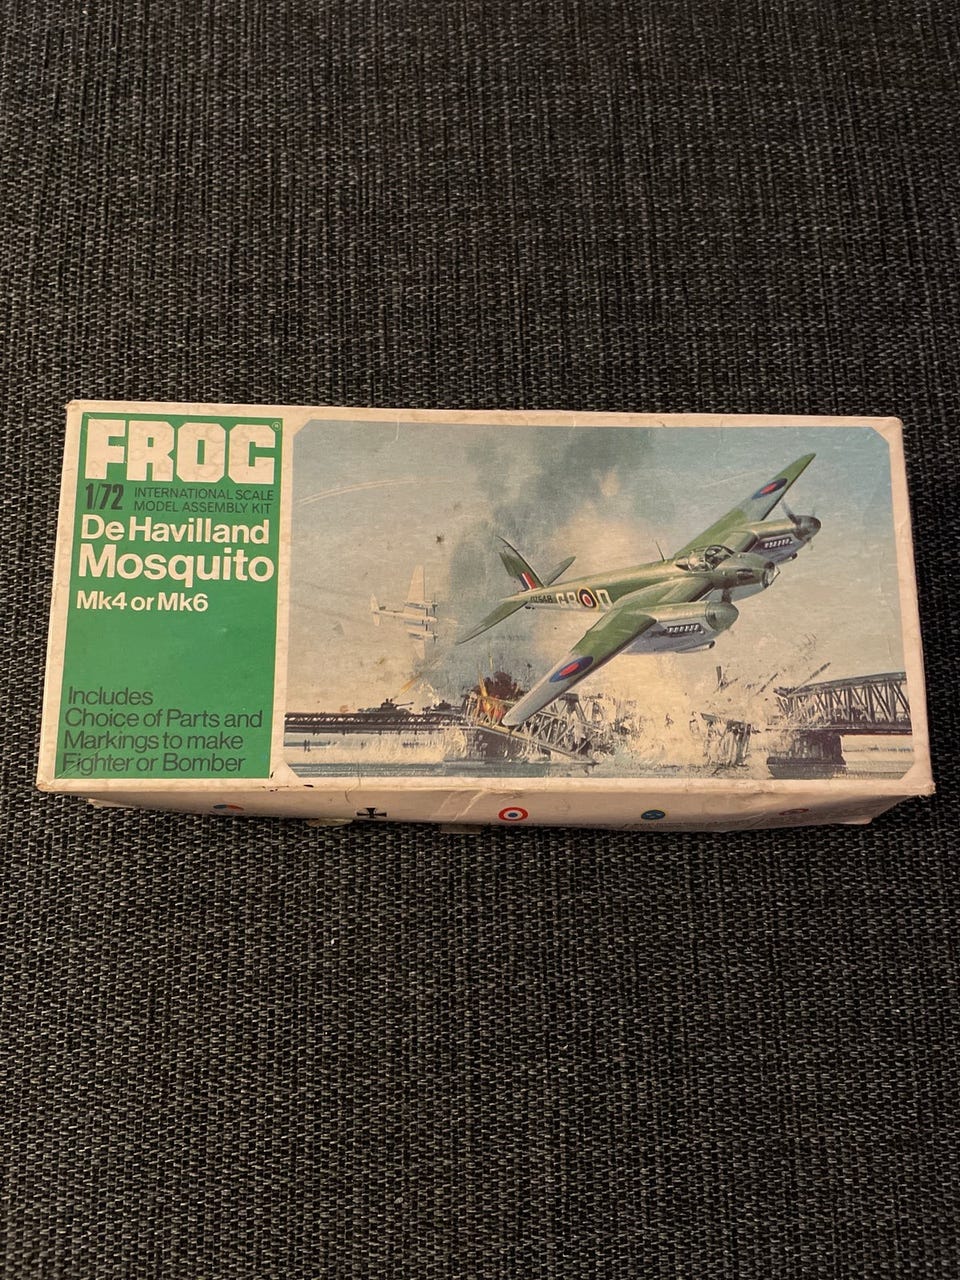 FROG®
1/72 INTERNATIONAL SCALE
MODEL ASSEMBLY KIT
De Havilland
Mosquito
Mk4 or Mk6
Includes
Choice of Parts and
Markings to make
Fighter or Bomber